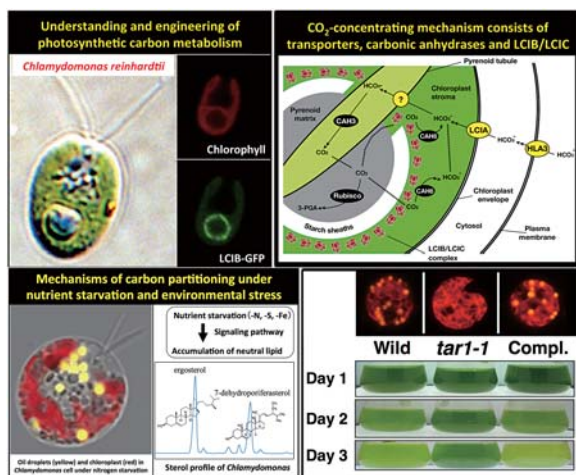 Understanding and engineering of
photosynthetic carbon metabolism
Chlamydomonas reinhardtii
Chlorophyll
LCIB-GFP
CO₂-concentrating mechanism consists of
transporters, carbonic anhydrases and LCIB/LCIC
Pyrenoid tubule
HCO₃⁻
?
Chloroplast
stroma
Pyrenoid
matrix
CAH3
CO₂
CAH6
HCO₃⁻
LCIA
HCO₃⁻
HLA3
HCO₃⁻
CO₂
CO₂
Rubisco
3-PGA
CO₂
CAH6
HCO₃⁻
Chloroplast
envelope
Starch sheaths
Cytosol
Plasma
membrane
LCIB/LCIC
complex
Mechanisms of carbon partitioning under
nutrient starvation and environmental stress
Oil droplets (yellow) and chloroplast (red) in
Chlamydomonas cell under nitrogen starvation
Nutrient starvation (-N, -S, -Fe)
Signaling pathway
Accumulation of neutral lipid
ergosterol
7-dehydroporiferasterol
Sterol profile of Chlamydomonas
Wild tar1-1 Compl.
Day 1
Day 2
Day 3